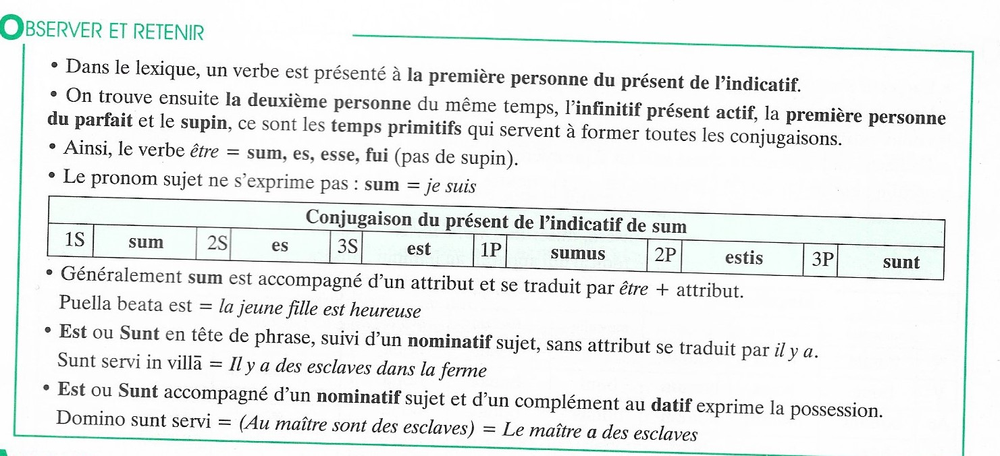 OBSERVER ET RETENIR
• Dans le lexique, un verbe est présenté à la première personne du présent de l'indicatif.
• On trouve ensuite la deuxième personne du même temps, l'infinitif présent actif, la première personne
du parfait et le supin, ce sont les temps primitifs qui servent à former toutes les conjugaisons.
• Ainsi, le verbe être = sum, es, esse, fui (pas de supin).
• Le pronom sujet ne s'exprime pas : sum = je suis
Conjugaison du présent de l'indicatif de sum
1S sum 2S es 3S est 1P sumus 2P estis 3P sunt
• Généralement sum est accompagné d'un attribut et se traduit par être + attribut.
Puella beata est = la jeune fille est heureuse
• Est ou Sunt en tête de phrase, suivi d'un nominatif sujet, sans attribut se traduit par il y a.
Sunt servi in villā = Il y a des esclaves dans la ferme
• Est ou Sunt accompagné d'un nominatif sujet et d'un complément au datif exprime la possession.
Domino sunt servi = (Au maître sont des esclaves) = Le maître a des esclaves